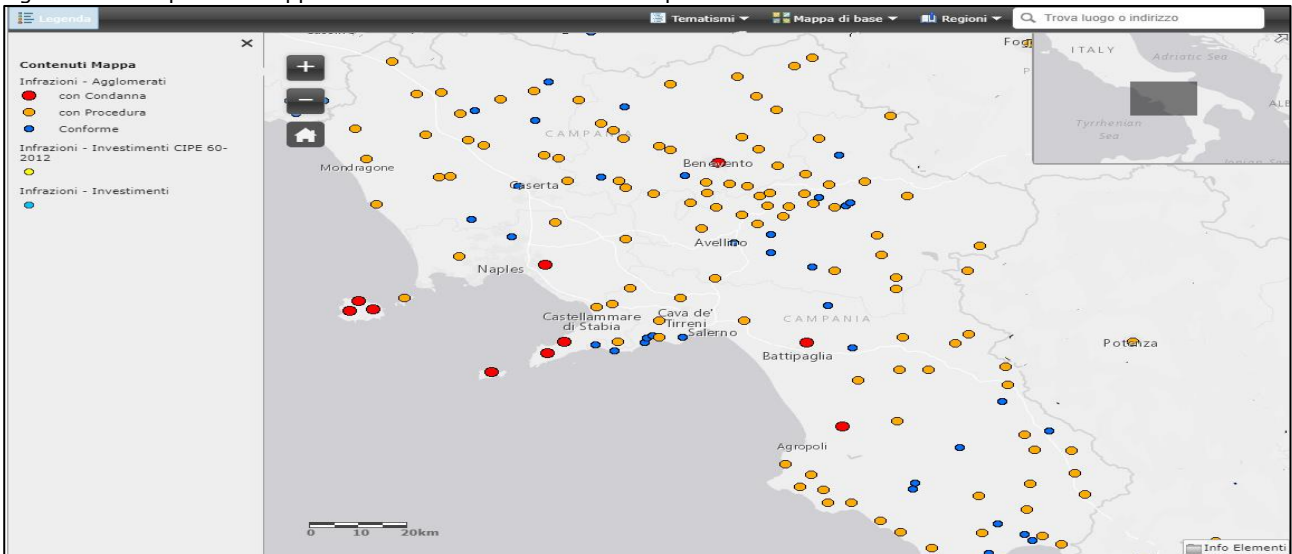 Legenda
Tematismi
Mappa di base
Regioni
Trova luogo o indirizzo
Contenuti Mappa
Infrazioni - Agglomerati
con Condanna
con Procedura
Conforme
Infrazioni - Investimenti CIPE 60-
2012
Infrazioni - Investimenti
ITALY
Adriatic Sea
Tyrrhenian
Sea
Ionian Sea
CAMPANIA
Mondragone
Benevento
Caserta
Avellino
Naples
Castellammare
di Stabia
Cava de'
Tirreni
Salerno
CAMPANIA
Battipaglia
Potenza
Agropoli
0 10 20km
Info Elementi